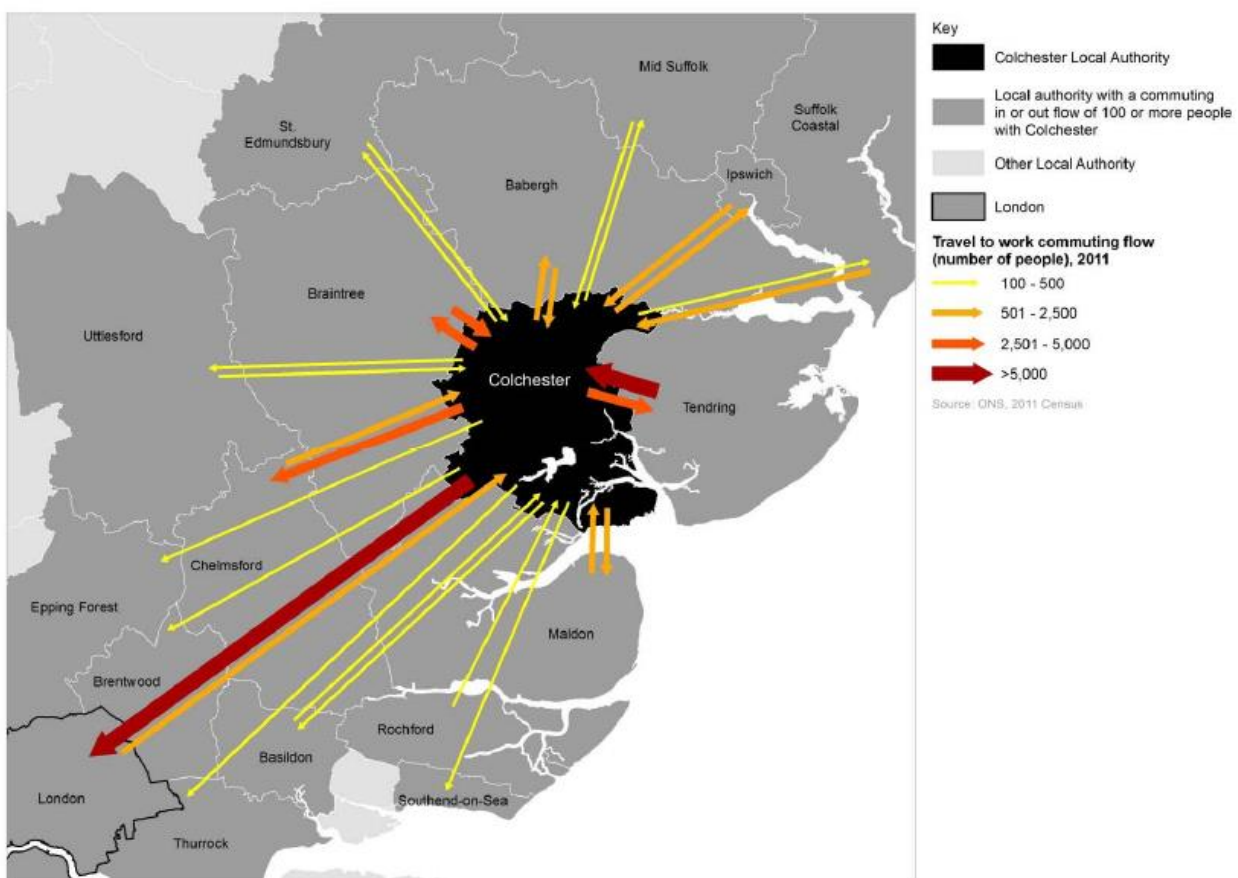 Mid Suffolk
Suffolk
Coastal
St.
Edmundsbury
Ipswich
Babergh
Braintree
Uttlesford
Colchester
Tendring
Chelmsford
Epping Forest
Maldon
Brentwood
Rochford
Basildon
London
Southend-on-Sea
Thurrock
Key
Colchester Local Authority
Local authority with a commuting
in or out flow of 100 or more people
with Colchester
Other Local Authority
London
Travel to work commuting flow
(number of people), 2011
100 - 500
501 - 2,500
2,501 - 5,000
>5,000
Source: ONS, 2011 Census